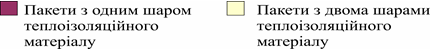 Пакети з одним шаром
теплоізоляційного
матеріалу
Пакети з двома шарами
теплоізоляційного
матеріалу